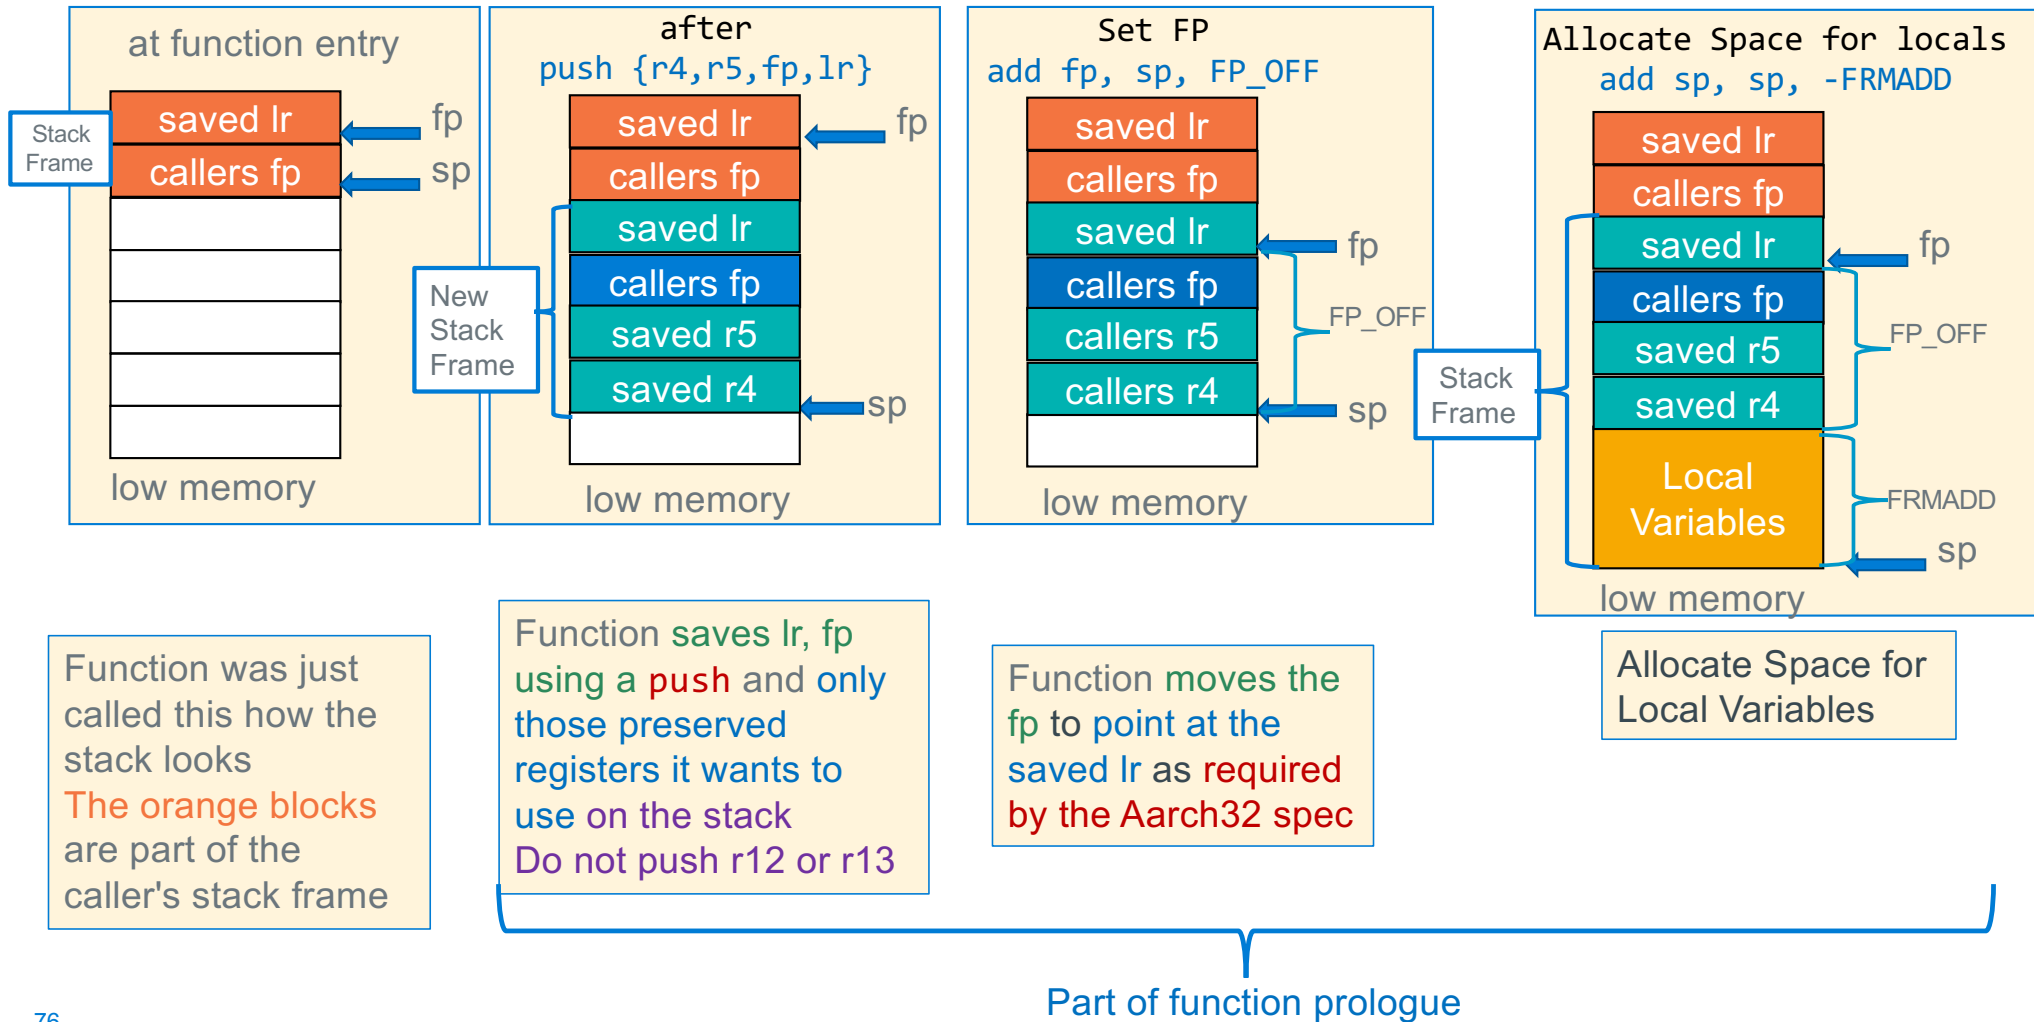 at function entry
Stack
Frame
saved lr
callers fp
fp
sp
low memory
after
push {r4,r5,fp,lr}
New
Stack
Frame
saved lr
callers fp
saved lr
callers fp
saved r5
saved r4
fp
sp
low memory
Set FP
add fp, sp, FP_OFF
saved lr
callers fp
saved lr
callers fp
callers r5
callers r4
fp
FP_OFF
sp
low memory
Allocate Space for locals
add sp, sp, -FRMADD
Stack
Frame
saved lr
callers fp
saved lr
callers fp
saved r5
saved r4
Local
Variables
fp
FP_OFF
FRMADD
sp
low memory
Function was just
called this how the
stack looks
The orange blocks
are part of the
caller's stack frame
Function saves lr, fp
using a push and only
those preserved
registers it wants to
use on the stack
Do not push r12 or r13
Function moves the
fp to point at the
saved lr as required
by the Aarch32 spec
Allocate Space for
Local Variables
Part of function prologue
76